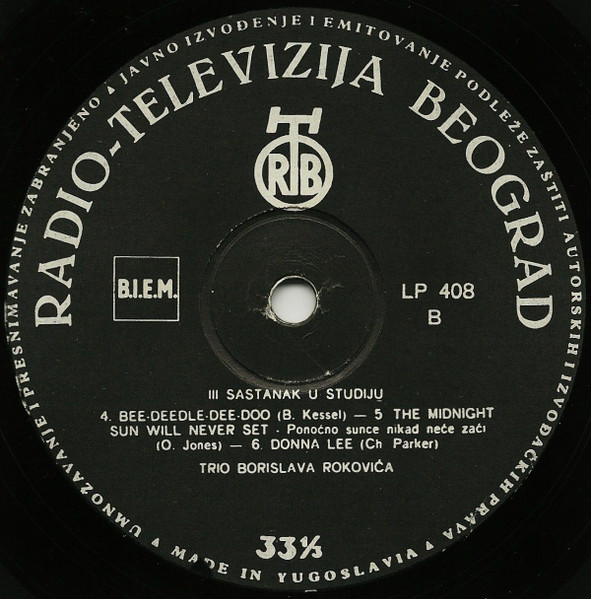 ▲ JAVNO IZVOĐENJE I EMITOVANJE PODLEŽE ZAŠTITI AUTORSKIH I IZVOĐAČKIH PRAVA ▲
UMNOŽAVANJE I PRESNIMAVANJE ZABRANJENO
RADIO-TELEVIZIJA BEOGRAD
RTB
B.I.E.M.
LP 408
B
III SASTANAK U STUDIJU
4. BEE-DEEDLE-DEE-DOO (B. Kessel) — 5 THE MIDNIGHT
SUN WILL NEVER SET - Ponoćno sunce nikad neće zaći
(O. Jones) — 6. DONNA LEE (Ch Parker)
TRIO BORISLAVA ROKOVIĆA
33⅓
▲ MADE IN YUGOSLAVIA ▲